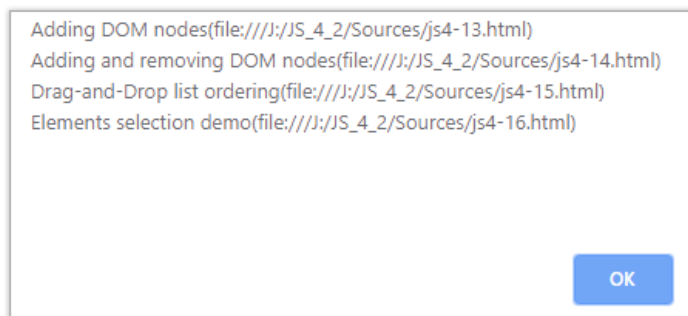 Adding DOM nodes(file:///J:/JS_4_2/Sources/js4-13.html)
Adding and removing DOM nodes(file:///J:/JS_4_2/Sources/js4-14.html)
Drag-and-Drop list ordering(file:///J:/JS_4_2/Sources/js4-15.html)
Elements selection demo(file:///J:/JS_4_2/Sources/js4-16.html)
OK